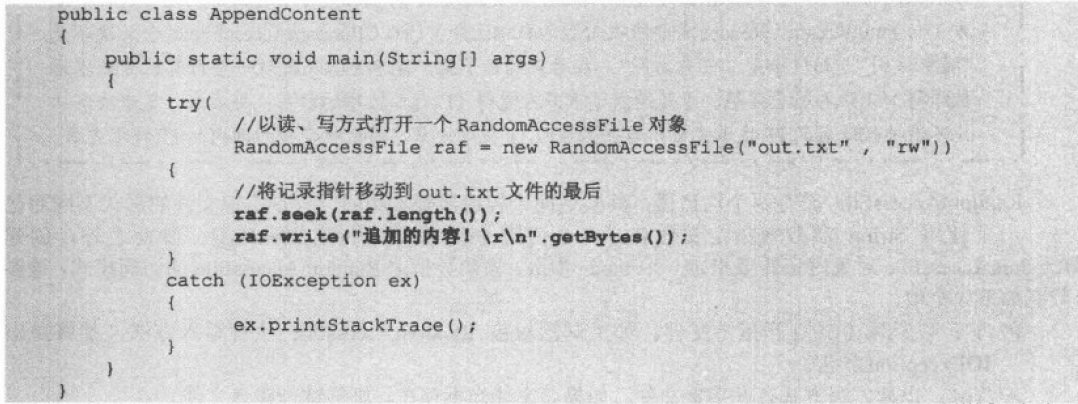 public class AppendContent
{
public static void main(String[] args)
{
try(
//以读、写方式打开一个 RandomAccessFile 对象
RandomAccessFile raf = new RandomAccessFile("out.txt" , "rw"))
{
//将记录指针移动到 out.txt 文件的最后
raf.seek(raf.length());
raf.write("追加的内容！\r\n".getBytes());
}
catch (IOException ex)
{
ex.printStackTrace();
}
}
}